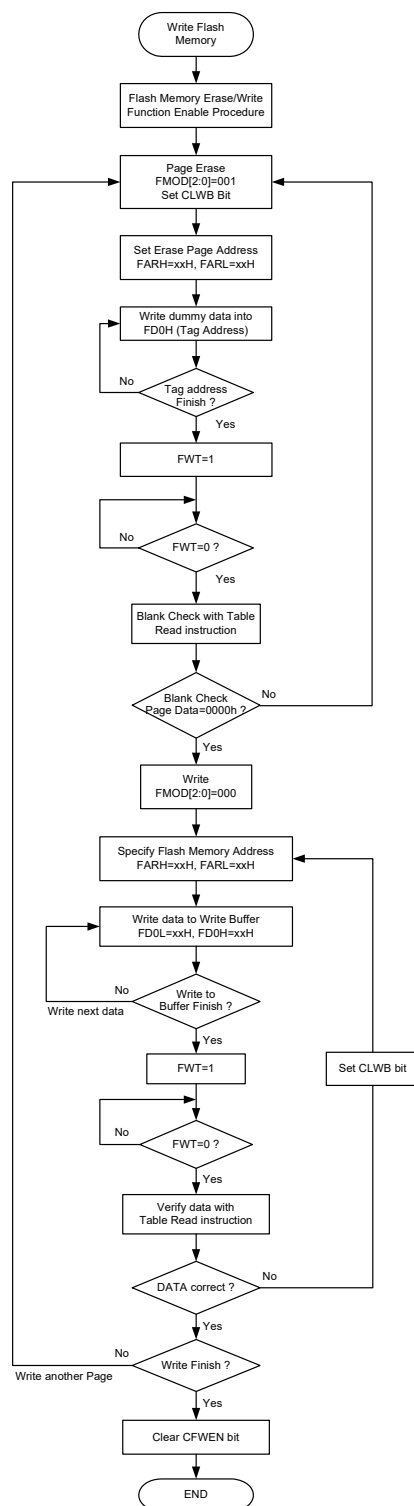 Write Flash
Memory
Flash Memory Erase/Write
Function Enable Procedure
Page Erase
FMOD[2:0]=001
Set CLWB Bit
Set Erase Page Address
FARH=xxH, FARL=xxH
Write dummy data into
FD0H (Tag Address)
No
Tag address
Finish ?
Yes
FWT=1
No
FWT=0 ?
Yes
Blank Check with Table
Read instruction
Blank Check
Page Data=0000h ?
No
Yes
Write
FMOD[2:0]=000
Specify Flash Memory Address
FARH=xxH, FARL=xxH
Write data to Write Buffer
FD0L=xxH, FD0H=xxH
No
Write next data
Write to
Buffer Finish ?
Yes
FWT=1
Set CLWB bit
No
FWT=0 ?
Yes
Verify data with
Table Read instruction
DATA correct ?
No
Yes
No
Write another Page
Write Finish ?
Yes
Clear CFWEN bit
END